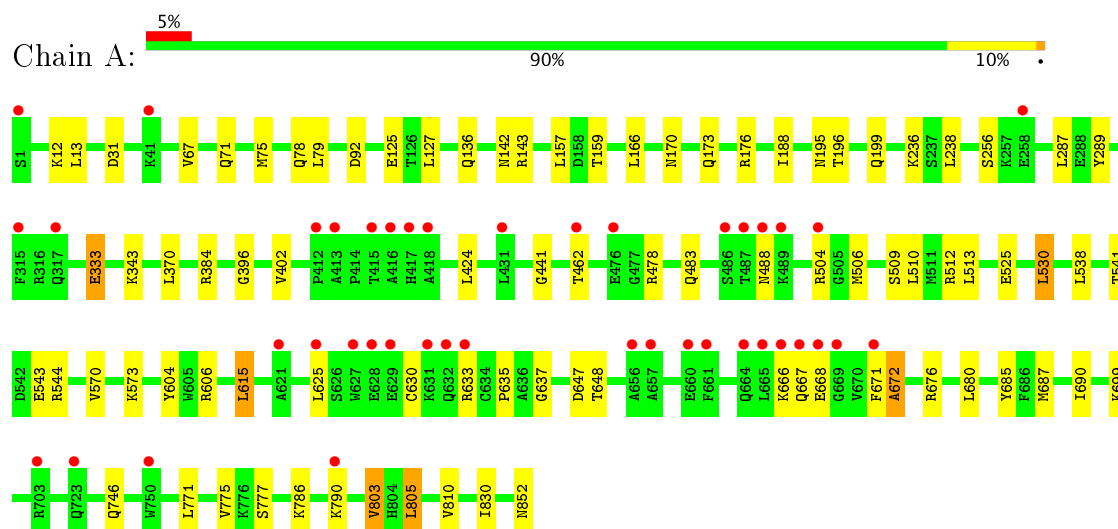 5%
Chain A:
90%
10%
S1 K41 K12 L13 D31 V67 Q71 M75 Q78 L79 D92 E125 T126 L127 Q136 N142 R143 L157 D158 T159 L166 N170 Q173 R176 I188 N195 T196 Q199 K236 S237 L238 S256 K257 E258 L287 E288 Y289
F315 R316 Q317 E333 K343 L370 R384 G396 V402 P412 A413 P414 T415 A416 H417 A418 L424 L431 G441 T462 E476 G477 R478 Q483 S486 T487 N488 K489 R504 G505 M506 S509 L510 M511 R512 L513 E525 L530 L538 T541
D542 E543 R544 V570 K573 Y604 W605 R606 L615 A621 L625 S626 W627 E628 E629 C630 K631 Q632 R633 C634 P635 A636 G637 D647 T648 A656 A657 E660 F661 Q664 L665 K666 Q667 E668 G669 V670 F671 A672 R676 L680 Y685 F686 M687 I690 K699
R703 Q723 Q746 W750 L771 V775 K776 S777 K786 K790 V803 H804 L805 V810 I830 N852